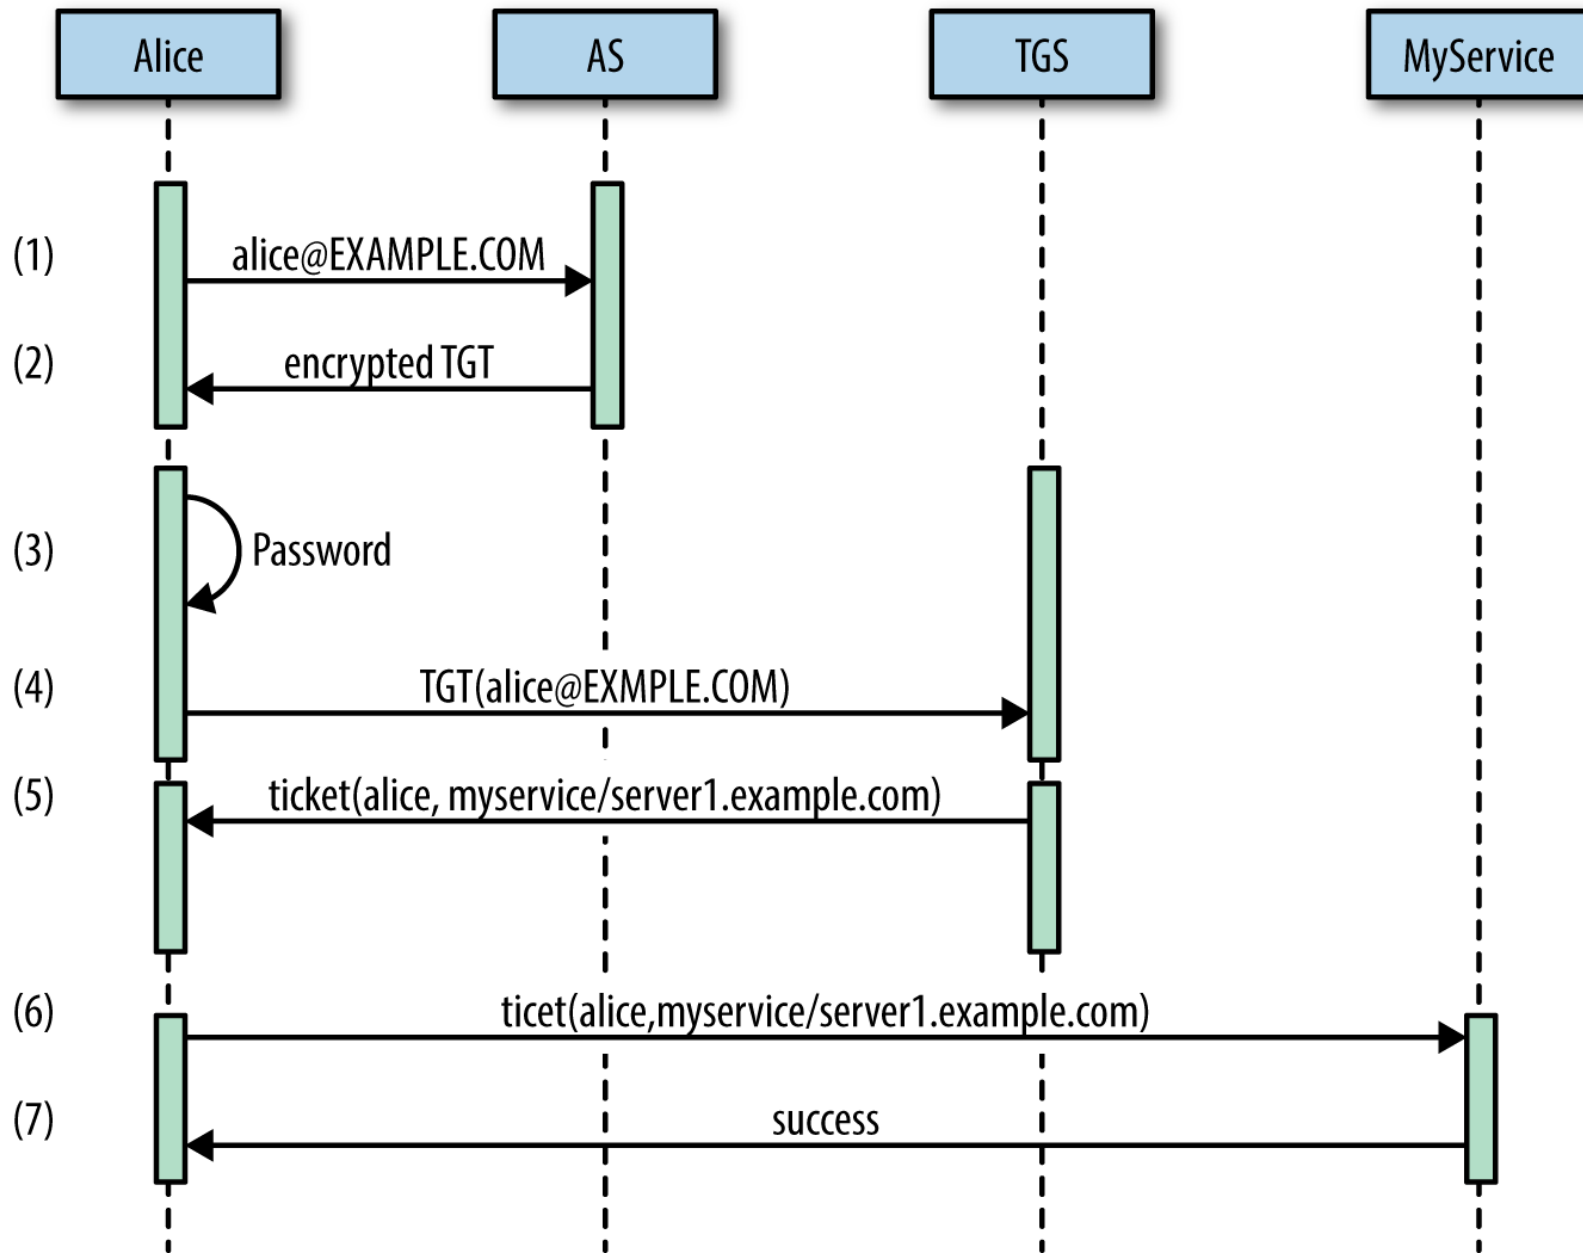 Alice
AS
TGS
MyService
(1)
alice@EXAMPLE.COM
(2)
encrypted TGT
(3)
Password
(4)
TGT(alice@EXMPLE.COM)
(5)
ticket(alice, myservice/server1.example.com)
(6)
ticet(alice,myservice/server1.example.com)
(7)
success